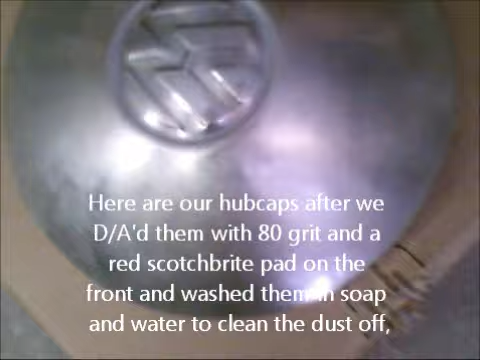 Here are our hubcaps after we
D/A'd them with 80 grit and a
red scotchbrite pad on the
front and washed them in soap
and water to clean the dust off,